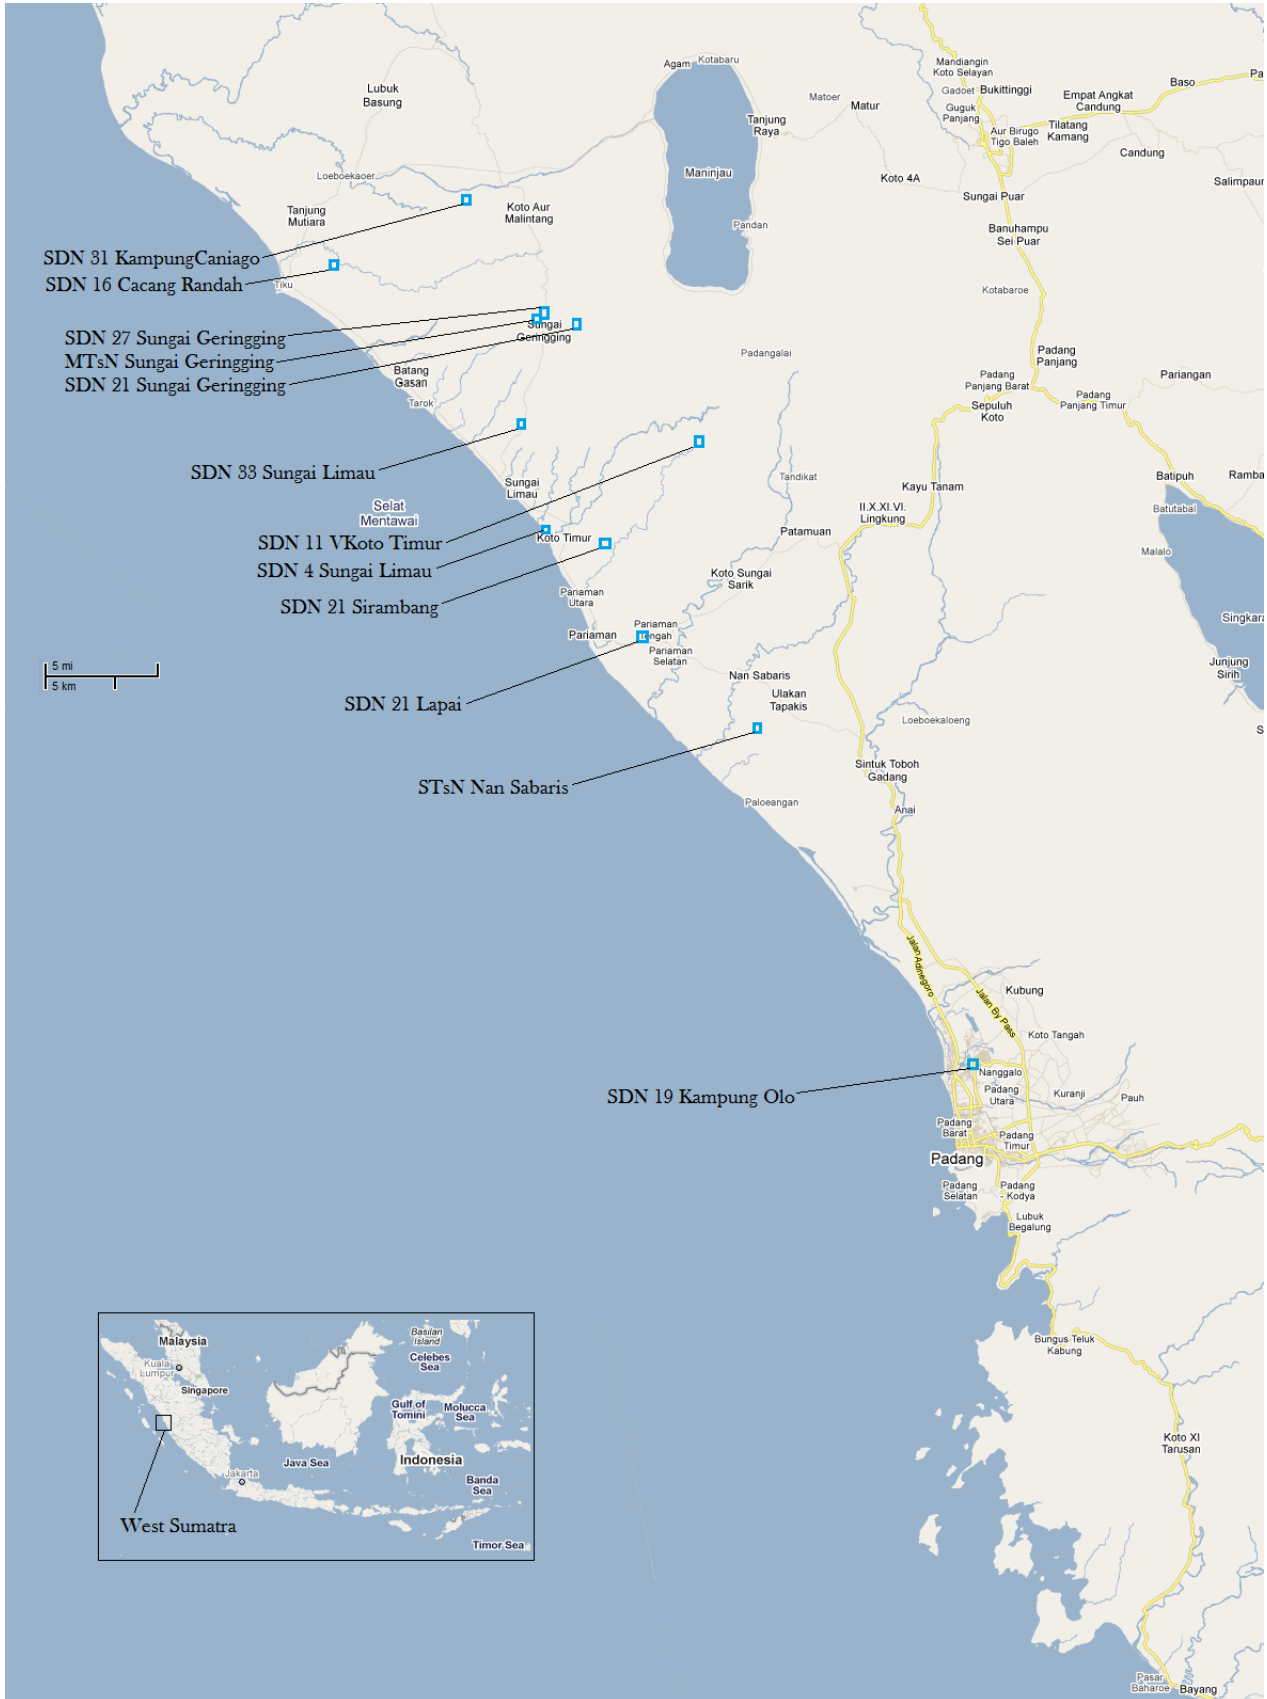 Agam
Kotabaru
Mandiangin
Koto Selayan
Gadoet
Bukittinggi
Baso
Pa
Lubuk
Basung
Matoer
Matur
Empat Angkat
Candung
Guguk
Panjang
Tanjung
Raya
Aur Birugo
Tigo Baleh
Tilatang
Kamang
Candung
Loeboekaoer
Maninjau
Koto 4A
Salimpaur
Sungai Puar
Tanjung
Mutiara
Koto Aur
Malintang
Pandan
Banuhampu
Sei Puar
SDN 31 KampungCaniago
SDN 16 Cacang Randah
Tiku
Kotabaroe
SDN 27 Sungai Geringging
MTsN Sungai Geringging
SDN 21 Sungai Geringging
Sungai
Geringging
Padangalai
Padang
Panjang
Batang
Gasan
Tarok
Padang
Panjang Barat
Pariangan
Padang
Panjang Timur
Sepuluh
Koto
SDN 33 Sungai Limau
Sungai
Limau
Tandikat
Kayu Tanam
Batipuh
Ramba
Selat
Mentawai
II.X.XI.VI.
Lingkung
Batutabai
SDN 11 VKoto Timur
Koto Timur
Patamuan
Malalo
SDN 4 Sungai Limau
Koto Sungai
Sarik
SDN 21 Sirambang
Pariaman
Utara
Singkara
Pariaman
Pariaman
Tengah
Pariaman
Selatan
5 mi
5 km
Nan Sabaris
Junjung
Sirih
SDN 21 Lapai
Ulakan
Tapakis
Loeboekaloeng
S
STsN Nan Sabaris
Sintuk Toboh
Gadang
Paloeangan
Anai
Jalan Adinegoro
Jalan By Pass
Kubung
Koto Tangah
SDN 19 Kampung Olo
Nanggalo
Padang
Utara
Kuranji
Pauh
Padang
Barat
Padang
Timur
Padang
Padang
Selatan
Padang
- Kodya
Lubuk
Begalung
Bungus Teluk
Kabung
Koto XI
Tarusan
Pasar
Baharoe
Bayang
Malaysia
Kuala
Lumpur
Singapore
Basilan
Island
Celebes
Sea
Gulf of
Tomini
Molucca
Sea
Java Sea
Indonesia
Jakarta
Banda
Sea
West Sumatra
Timor Sea